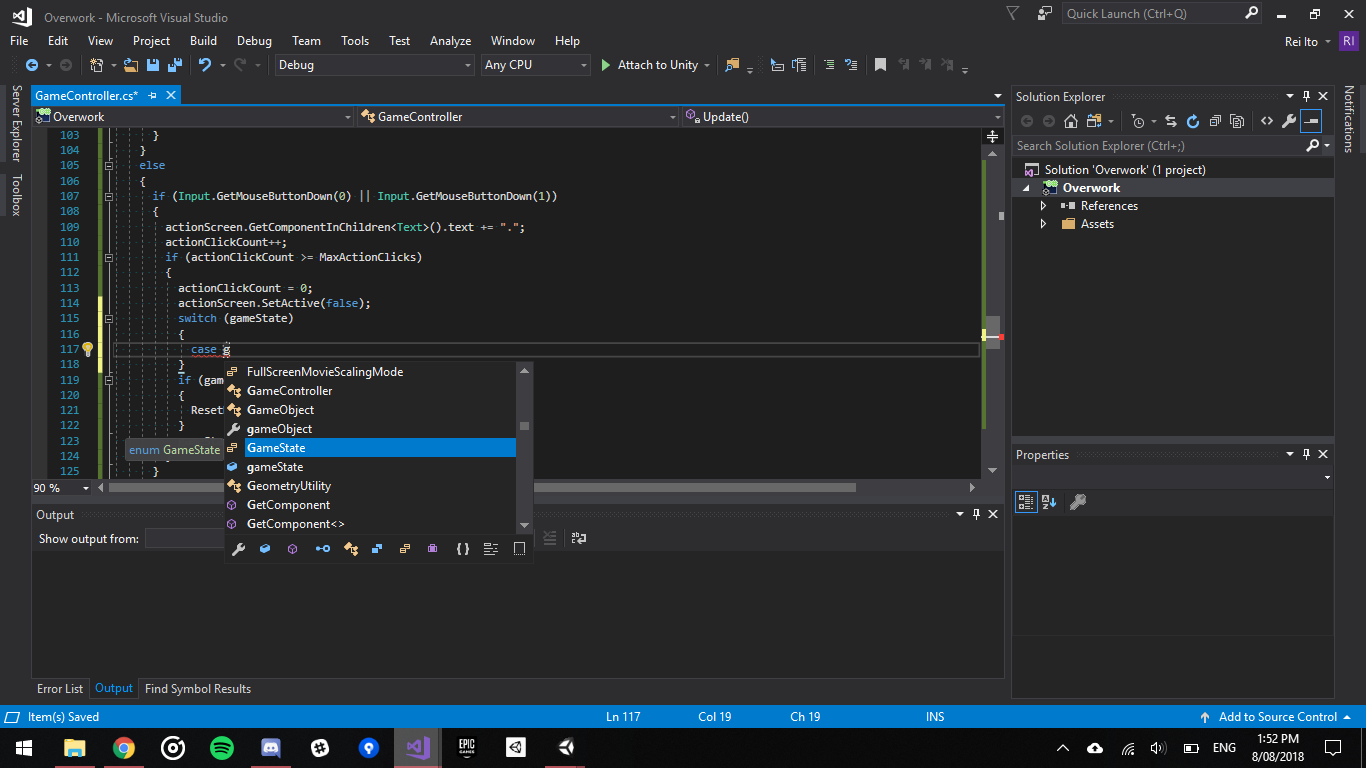 Overwork - Microsoft Visual Studio
Quick Launch (Ctrl+Q)
File Edit View Project Build Debug Team Tools Test Analyze Window Help
Rei Ito RI
Debug Any CPU Attach to Unity
Server Explorer
Toolbox
GameController.cs*
Overwork GameController Update()
103 }
104 }
105 else
106 {
107 if (Input.GetMouseButtonDown(0) || Input.GetMouseButtonDown(1))
108 {
109 actionScreen.GetComponentInChildren<Text>().text += ".";
110 actionClickCount++;
111 if (actionClickCount >= MaxActionClicks)
112 {
113 actionClickCount = 0;
114 actionScreen.SetActive(false);
115 switch (gameState)
116 {
117 case g
118 }
119 if (gam
120 {
121 Reset
122 }
123
124
125 }
FullScreenMovieScalingMode
GameController
GameObject
gameObject
GameState
gameState
GeometryUtility
GetComponent
GetComponent<>
enum GameState
90 %
Output
Show output from:
Error List Output Find Symbol Results
Solution Explorer
Search Solution Explorer (Ctrl+;)
Solution 'Overwork' (1 project)
Overwork
References
Assets
Properties
Notifications
Item(s) Saved Ln 117 Col 19 Ch 19 INS Add to Source Control
EPIC GAMES
ENG
1:52 PM
8/08/2018